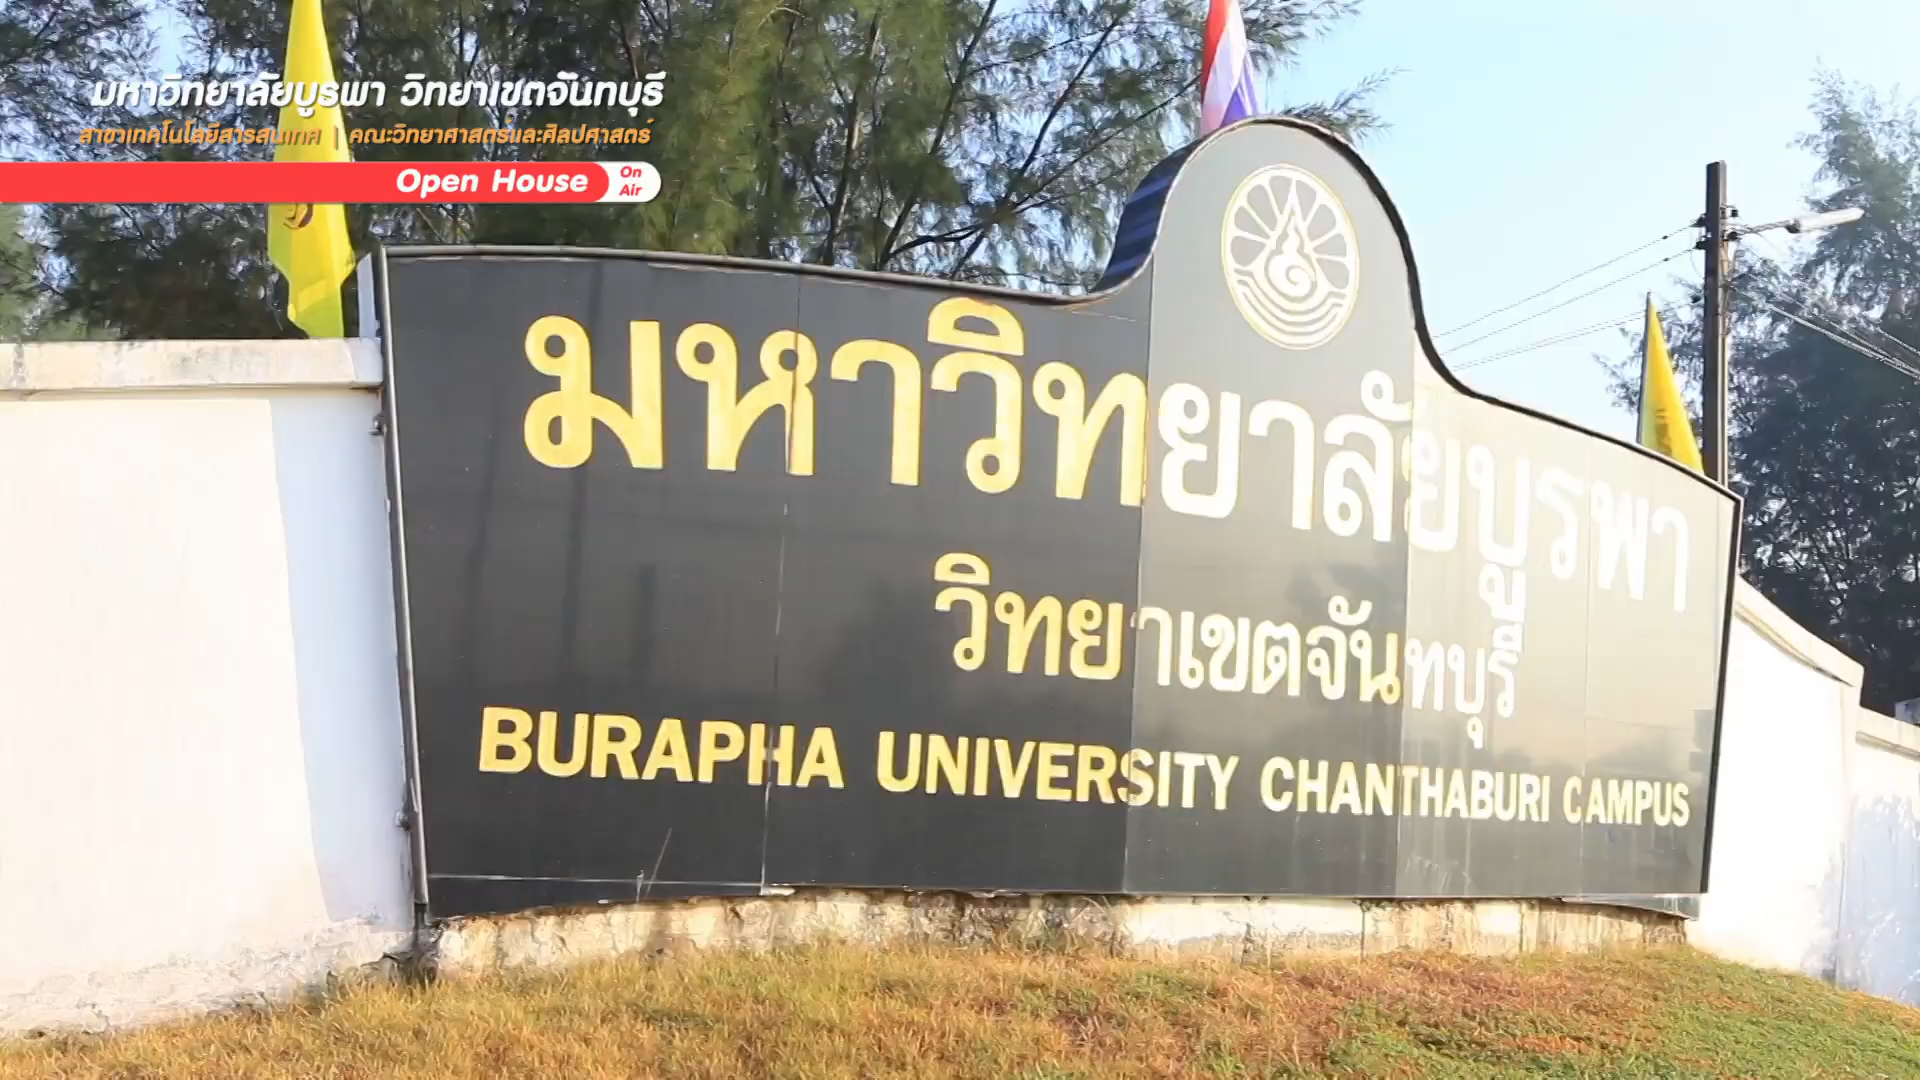 มหาวิทยาลัยบูรพา วิทยาเขตจันทบุรี
สาขาเทคโนโลยีสารสนเทศ | คณะวิทยาศาสตร์และศิลปศาสตร์
Open House
On
Air
มหาวิทยาลัยบูรพา
วิทยาเขตจันทบุรี
BURAPHA UNIVERSITY CHANTHABURI CAMPUS